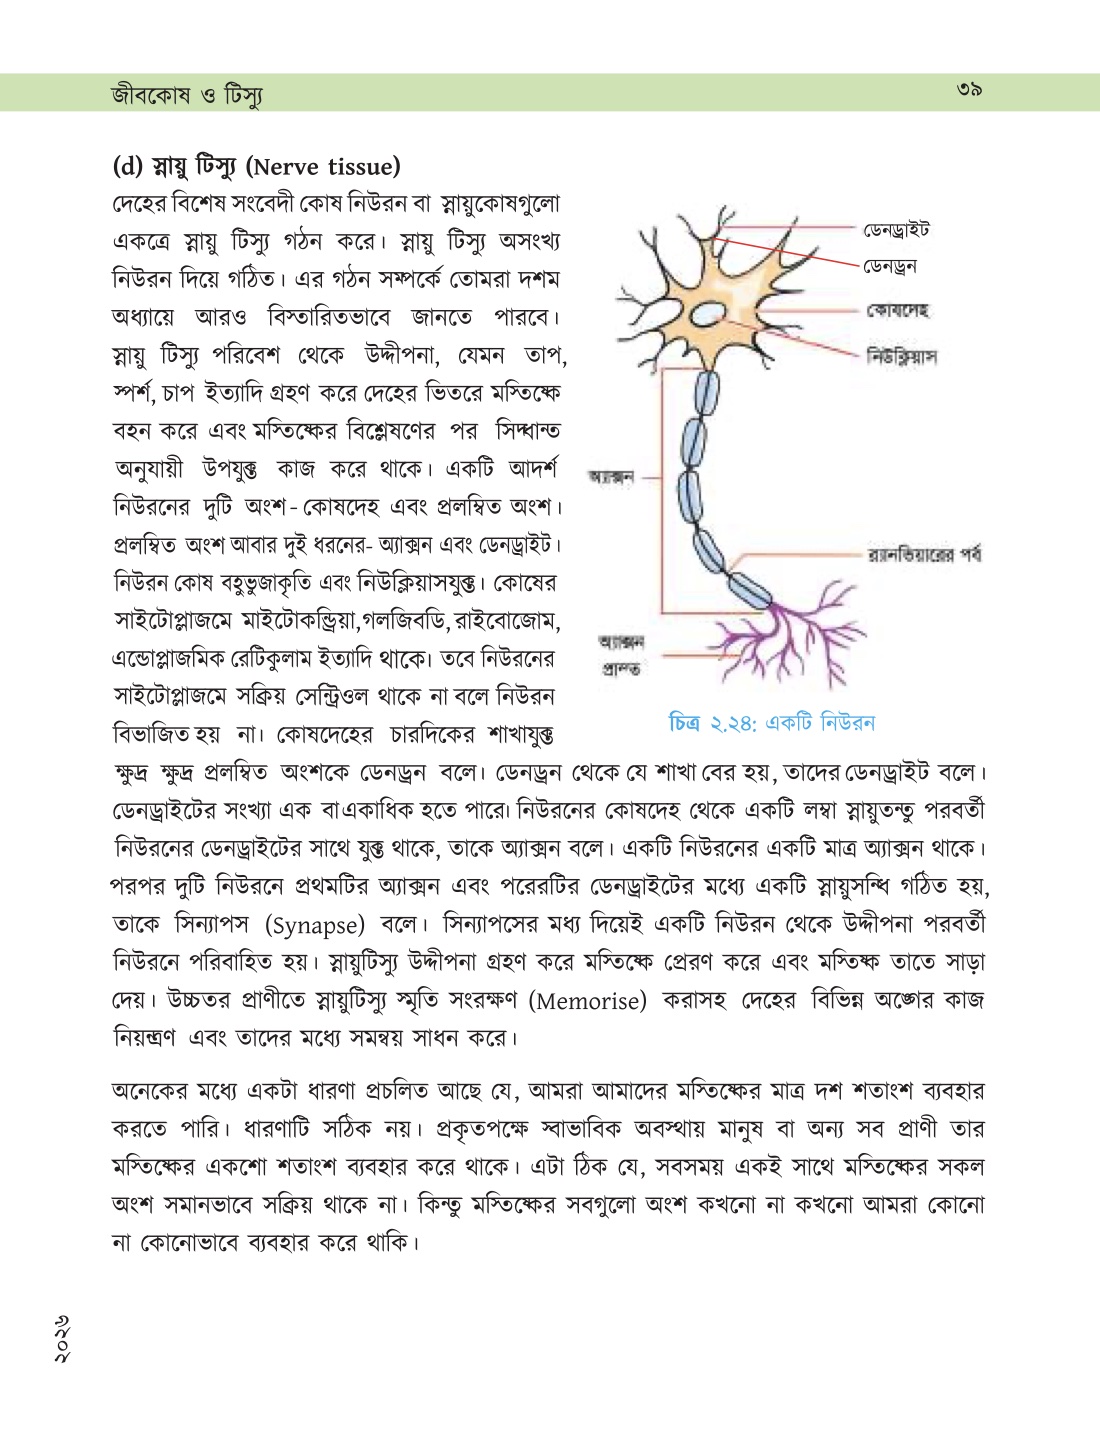 জীবকোষ ও টিস্যু
৩৯
(d) স্নায়ু টিস্যু (Nerve tissue)
দেহের বিশেষ সংবেদী কোষ নিউরন বা স্নায়ুকোষগুলো
একত্রে স্নায়ু টিস্যু গঠন করে। স্নায়ু টিস্যু অসংখ্য
নিউরন দিয়ে গঠিত। এর গঠন সম্পর্কে তোমরা দশম
অধ্যায়ে আরও বিস্তারিতভাবে জানতে পারবে।
স্নায়ু টিস্যু পরিবেশ থেকে উদ্দীপনা, যেমন তাপ,
স্পর্শ, চাপ ইত্যাদি গ্রহণ করে দেহের ভিতরে মস্তিষ্কে
বহন করে এবং মস্তিষ্কের বিশ্লেষণের পর সিদ্ধান্ত
অনুযায়ী উপযুক্ত কাজ করে থাকে। একটি আদর্শ
নিউরনের দুটি অংশ- কোষদেহ এবং প্রলম্বিত অংশ।
প্রলম্বিত অংশ আবার দুই ধরনের- অ্যাক্সন এবং ডেনড্রাইট।
নিউরন কোষ বহুভুজাকৃতি এবং নিউক্লিয়াসযুক্ত। কোষের
সাইটোপ্লাজমে মাইটোকন্ড্রিয়া,গলজিবডি, রাইবোজোম,
এন্ডোপ্লাজমিক রেটিকুলাম ইত্যাদি থাকে। তবে নিউরনের
সাইটোপ্লাজমে সক্রিয় সেন্ট্রিওল থাকে না বলে নিউরন
বিভাজিত হয় না। কোষদেহের চারদিকের শাখাযুক্ত
ডেনড্রাইট
ডেনড্রন
কোষদেহ
নিউক্লিয়াস
অ্যাক্সন
র‍্যানভিয়ারের পর্ব
অ্যাক্সন
প্রান্ত
চিত্র ২.২৪: একটি নিউরন
ক্ষুদ্র ক্ষুদ্র প্রলম্বিত অংশকে ডেনড্রন বলে। ডেনড্রন থেকে যে শাখা বের হয়, তাদের ডেনড্রাইট বলে।
ডেনড্রাইটের সংখ্যা এক বা একাধিক হতে পারে। নিউরনের কোষদেহ থেকে একটি লম্বা স্নায়ুতন্তু পরবর্তী
নিউরনের ডেনড্রাইটের সাথে যুক্ত থাকে, তাকে অ্যাক্সন বলে। একটি নিউরনের একটি মাত্র অ্যাক্সন থাকে।
পরপর দুটি নিউরনে প্রথমটির অ্যাক্সন এবং পরেরটির ডেনড্রাইটের মধ্যে একটি স্নায়ুসন্ধি গঠিত হয়,
তাকে সিন্যাপস (Synapse) বলে। সিন্যাপসের মধ্য দিয়েই একটি নিউরন থেকে উদ্দীপনা পরবর্তী
নিউরনে পরিবাহিত হয়। স্নায়ুটিস্যু উদ্দীপনা গ্রহণ করে মস্তিষ্কে প্রেরণ করে এবং মস্তিষ্ক তাতে সাড়া
দেয়। উচ্চতর প্রাণীতে স্নায়ুটিস্যু স্মৃতি সংরক্ষণ (Memorise) করাসহ দেহের বিভিন্ন অঙ্গের কাজ
নিয়ন্ত্রণ এবং তাদের মধ্যে সমন্বয় সাধন করে।
অনেকের মধ্যে একটা ধারণা প্রচলিত আছে যে, আমরা আমাদের মস্তিষ্কের মাত্র দশ শতাংশ ব্যবহার
করতে পারি। ধারণাটি সঠিক নয়। প্রকৃতপক্ষে স্বাভাবিক অবস্থায় মানুষ বা অন্য সব প্রাণী তার
মস্তিষ্কের একশো শতাংশ ব্যবহার করে থাকে। এটা ঠিক যে, সবসময় একই সাথে মস্তিষ্কের সকল
অংশ সমানভাবে সক্রিয় থাকে না। কিন্তু মস্তিষ্কের সবগুলো অংশ কখনো না কখনো আমরা কোনো
না কোনোভাবে ব্যবহার করে থাকি।
২০২৬